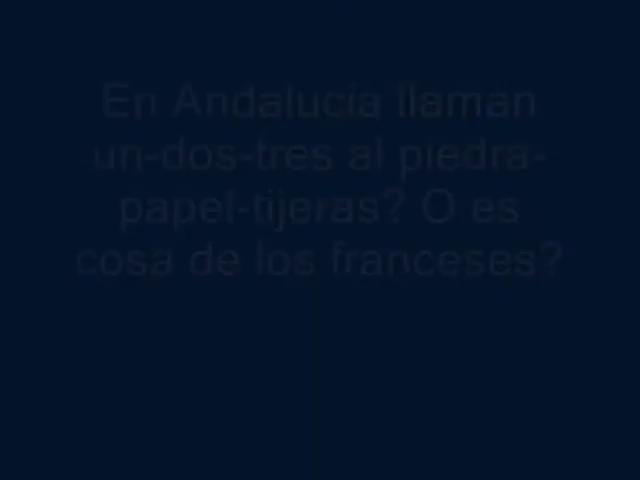 En Andalucía llaman
un-dos-tres al piedra-
papel-tijeras? O es
cosa de los franceses?